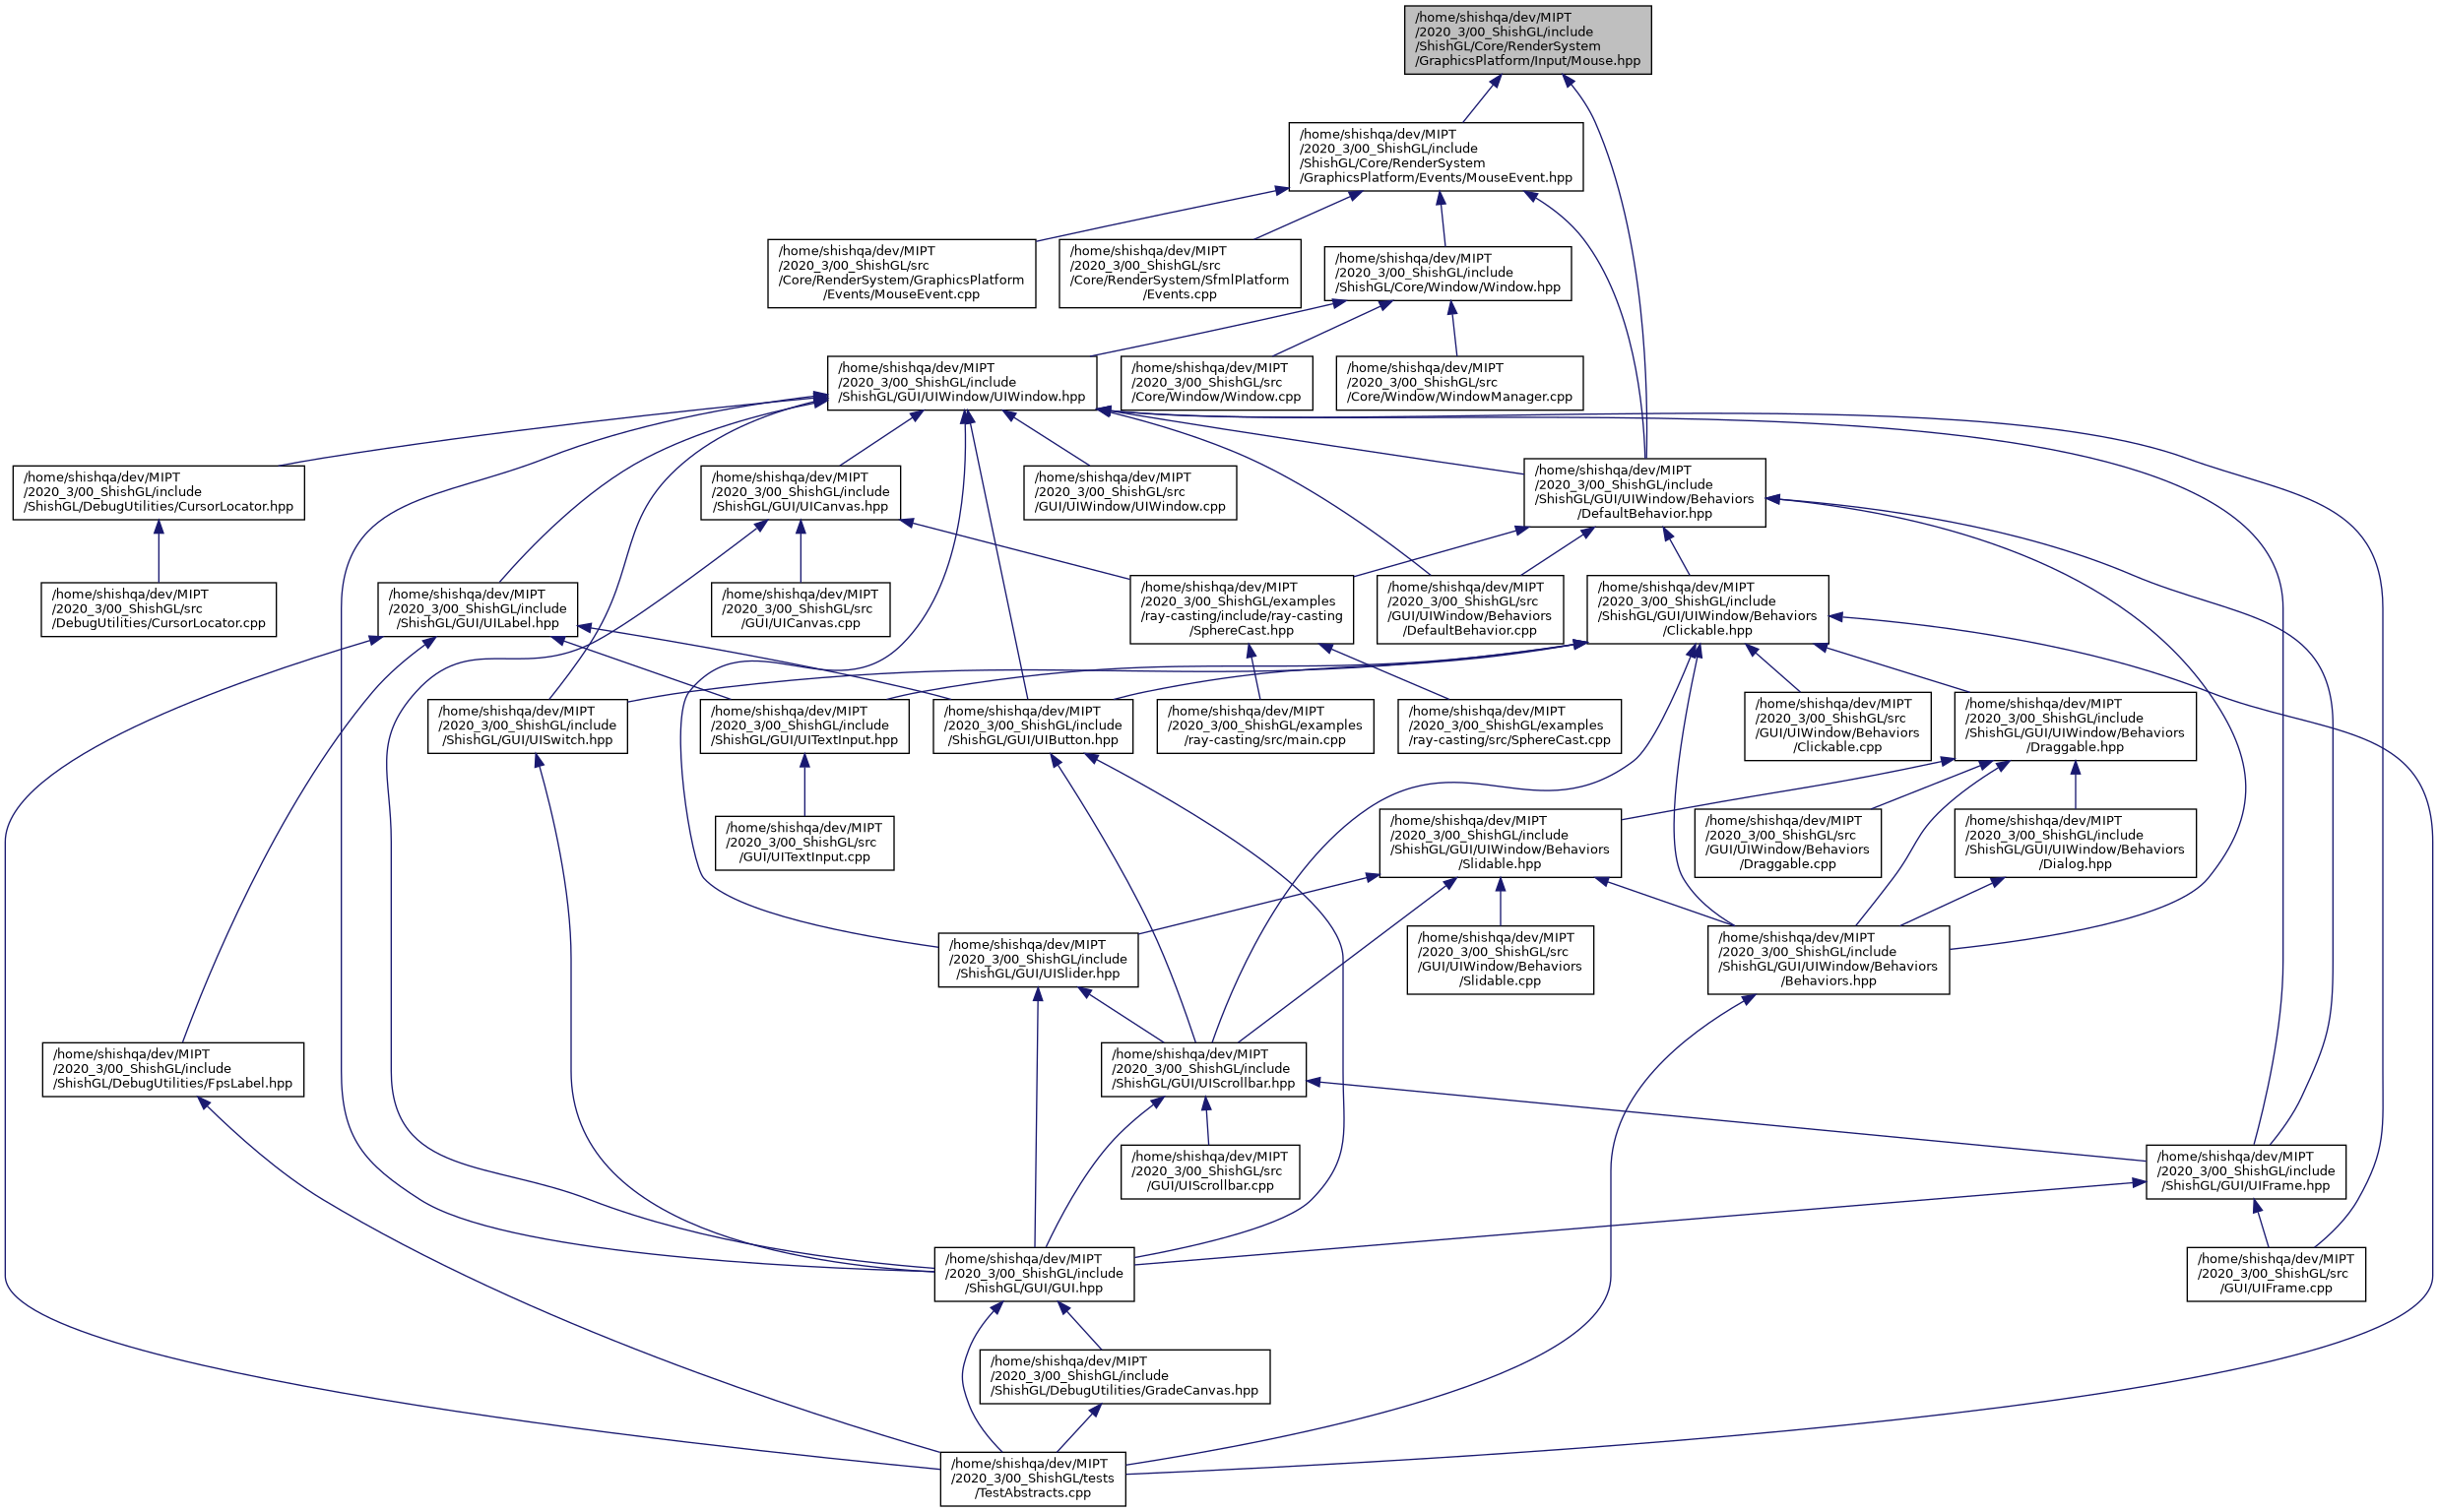 /home/shishqa/dev/MIPT
/2020_3/00_ShishGL/include
/ShishGL/Core/RenderSystem
/GraphicsPlatform/Input/Mouse.hpp
/home/shishqa/dev/MIPT
/2020_3/00_ShishGL/include
/ShishGL/Core/RenderSystem
/GraphicsPlatform/Events/MouseEvent.hpp
/home/shishqa/dev/MIPT
/2020_3/00_ShishGL/src
/Core/RenderSystem/GraphicsPlatform
/Events/MouseEvent.cpp
/home/shishqa/dev/MIPT
/2020_3/00_ShishGL/src
/Core/RenderSystem/SfmlPlatform
/Events.cpp
/home/shishqa/dev/MIPT
/2020_3/00_ShishGL/include
/ShishGL/Core/Window/Window.hpp
/home/shishqa/dev/MIPT
/2020_3/00_ShishGL/include
/ShishGL/GUI/UIWindow/UIWindow.hpp
/home/shishqa/dev/MIPT
/2020_3/00_ShishGL/src
/Core/Window/Window.cpp
/home/shishqa/dev/MIPT
/2020_3/00_ShishGL/src
/Core/Window/WindowManager.cpp
/home/shishqa/dev/MIPT
/2020_3/00_ShishGL/include
/ShishGL/DebugUtilities/CursorLocator.hpp
/home/shishqa/dev/MIPT
/2020_3/00_ShishGL/include
/ShishGL/GUI/UICanvas.hpp
/home/shishqa/dev/MIPT
/2020_3/00_ShishGL/src
/GUI/UIWindow/UIWindow.cpp
/home/shishqa/dev/MIPT
/2020_3/00_ShishGL/include
/ShishGL/GUI/UIWindow/Behaviors
/DefaultBehavior.hpp
/home/shishqa/dev/MIPT
/2020_3/00_ShishGL/src
/DebugUtilities/CursorLocator.cpp
/home/shishqa/dev/MIPT
/2020_3/00_ShishGL/include
/ShishGL/GUI/UILabel.hpp
/home/shishqa/dev/MIPT
/2020_3/00_ShishGL/src
/GUI/UICanvas.cpp
/home/shishqa/dev/MIPT
/2020_3/00_ShishGL/examples
/ray-casting/include/ray-casting
/SphereCast.hpp
/home/shishqa/dev/MIPT
/2020_3/00_ShishGL/src
/GUI/UIWindow/Behaviors
/DefaultBehavior.cpp
/home/shishqa/dev/MIPT
/2020_3/00_ShishGL/include
/ShishGL/GUI/UIWindow/Behaviors
/Clickable.hpp
/home/shishqa/dev/MIPT
/2020_3/00_ShishGL/include
/ShishGL/GUI/UISwitch.hpp
/home/shishqa/dev/MIPT
/2020_3/00_ShishGL/include
/ShishGL/GUI/UITextInput.hpp
/home/shishqa/dev/MIPT
/2020_3/00_ShishGL/include
/ShishGL/GUI/UIButton.hpp
/home/shishqa/dev/MIPT
/2020_3/00_ShishGL/examples
/ray-casting/src/main.cpp
/home/shishqa/dev/MIPT
/2020_3/00_ShishGL/examples
/ray-casting/src/SphereCast.cpp
/home/shishqa/dev/MIPT
/2020_3/00_ShishGL/src
/GUI/UIWindow/Behaviors
/Clickable.cpp
/home/shishqa/dev/MIPT
/2020_3/00_ShishGL/include
/ShishGL/GUI/UIWindow/Behaviors
/Draggable.hpp
/home/shishqa/dev/MIPT
/2020_3/00_ShishGL/src
/GUI/UITextInput.cpp
/home/shishqa/dev/MIPT
/2020_3/00_ShishGL/include
/ShishGL/GUI/UIWindow/Behaviors
/Slidable.hpp
/home/shishqa/dev/MIPT
/2020_3/00_ShishGL/src
/GUI/UIWindow/Behaviors
/Draggable.cpp
/home/shishqa/dev/MIPT
/2020_3/00_ShishGL/include
/ShishGL/GUI/UIWindow/Behaviors
/Dialog.hpp
/home/shishqa/dev/MIPT
/2020_3/00_ShishGL/include
/ShishGL/GUI/UISlider.hpp
/home/shishqa/dev/MIPT
/2020_3/00_ShishGL/src
/GUI/UIWindow/Behaviors
/Slidable.cpp
/home/shishqa/dev/MIPT
/2020_3/00_ShishGL/include
/ShishGL/GUI/UIWindow/Behaviors
/Behaviors.hpp
/home/shishqa/dev/MIPT
/2020_3/00_ShishGL/include
/ShishGL/DebugUtilities/FpsLabel.hpp
/home/shishqa/dev/MIPT
/2020_3/00_ShishGL/include
/ShishGL/GUI/UIScrollbar.hpp
/home/shishqa/dev/MIPT
/2020_3/00_ShishGL/src
/GUI/UIScrollbar.cpp
/home/shishqa/dev/MIPT
/2020_3/00_ShishGL/include
/ShishGL/GUI/UIFrame.hpp
/home/shishqa/dev/MIPT
/2020_3/00_ShishGL/include
/ShishGL/GUI/GUI.hpp
/home/shishqa/dev/MIPT
/2020_3/00_ShishGL/src
/GUI/UIFrame.cpp
/home/shishqa/dev/MIPT
/2020_3/00_ShishGL/include
/ShishGL/DebugUtilities/GradeCanvas.hpp
/home/shishqa/dev/MIPT
/2020_3/00_ShishGL/tests
/TestAbstracts.cpp